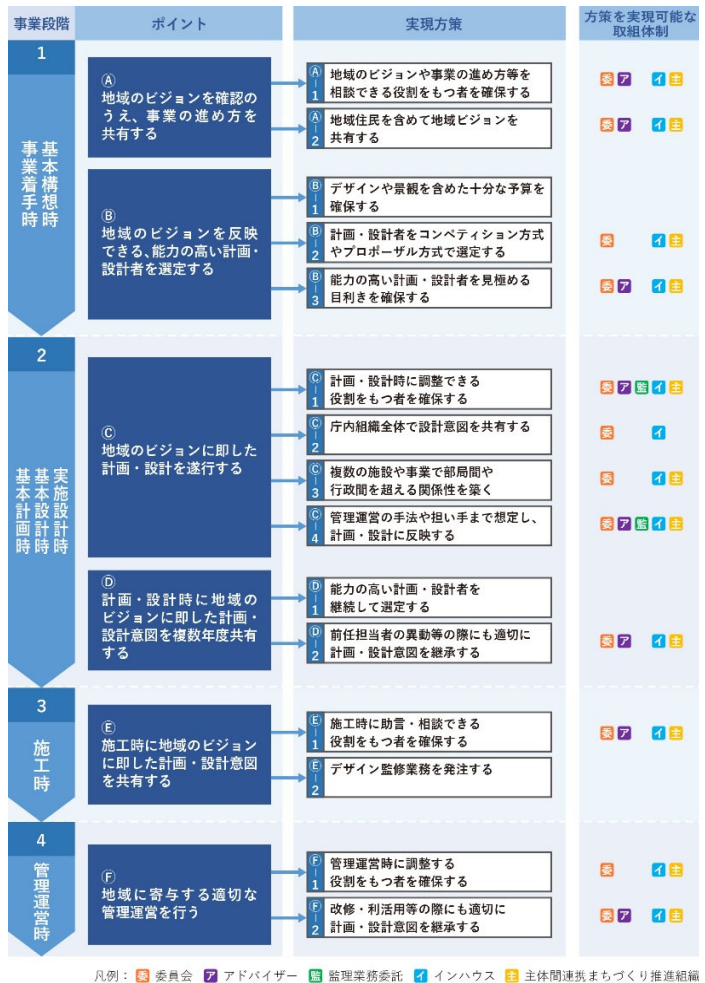 事業段階
ポイント
実現方策
方策を実現可能な
取組体制
1
基本構想時
事業着手時
Ⓐ
地域のビジョンを確認の
うえ、事業の進め方を
共有する
Ⓐ-1
地域のビジョンや事業の進め方等を
相談できる役割をもつ者を確保する
委 ア イ 主
Ⓐ-2
地域住民を含めて地域ビジョンを
共有する
委 ア イ 主
Ⓑ
地域のビジョンを反映
できる、能力の高い計画・
設計者を選定する
Ⓑ-1
デザインや景観を含めた十分な予算を
確保する
Ⓑ-2
計画・設計者をコンペティション方式
やプロポーザル方式で選定する
委 イ 主
Ⓑ-3
能力の高い計画・設計者を見極める
目利きを確保する
委 ア イ 主
2
実施設計時
基本設計時
基本計画時
Ⓒ
地域のビジョンに即した
計画・設計を遂行する
Ⓒ-1
計画・設計時に調整できる
役割をもつ者を確保する
委 ア 監 イ 主
Ⓒ-2
庁内組織全体で設計意図を共有する
委 イ
Ⓒ-3
複数の施設や事業で部局間や
行政間を超える関係性を築く
委 イ 主
Ⓒ-4
管理運営の手法や担い手まで想定し、
計画・設計に反映する
委 ア 監 イ 主
Ⓓ
計画・設計時に地域の
ビジョンに即した計画・
設計意図を複数年度共有
する
Ⓓ-1
能力の高い計画・設計者を
継続して選定する
Ⓓ-2
前任担当者の異動等の際にも適切に
計画・設計意図を継承する
委 ア イ 主
3
施工時
Ⓔ
施工時に地域のビジョン
に即した計画・設計意図
を共有する
Ⓔ-1
施工時に助言・相談できる
役割をもつ者を確保する
委 ア イ 主
Ⓔ-2
デザイン監修業務を発注する
4
管理運営時
Ⓕ
地域に寄与する適切な
管理運営を行う
Ⓕ-1
管理運営時に調整する
役割をもつ者を確保する
委 イ 主
Ⓕ-2
改修・利活用等の際にも適切に
計画・設計意図を継承する
委 ア イ 主
凡例： 委 委員会 ア アドバイザー 監 監理業務委託 イ インハウス 主 主体間連携まちづくり推進組織